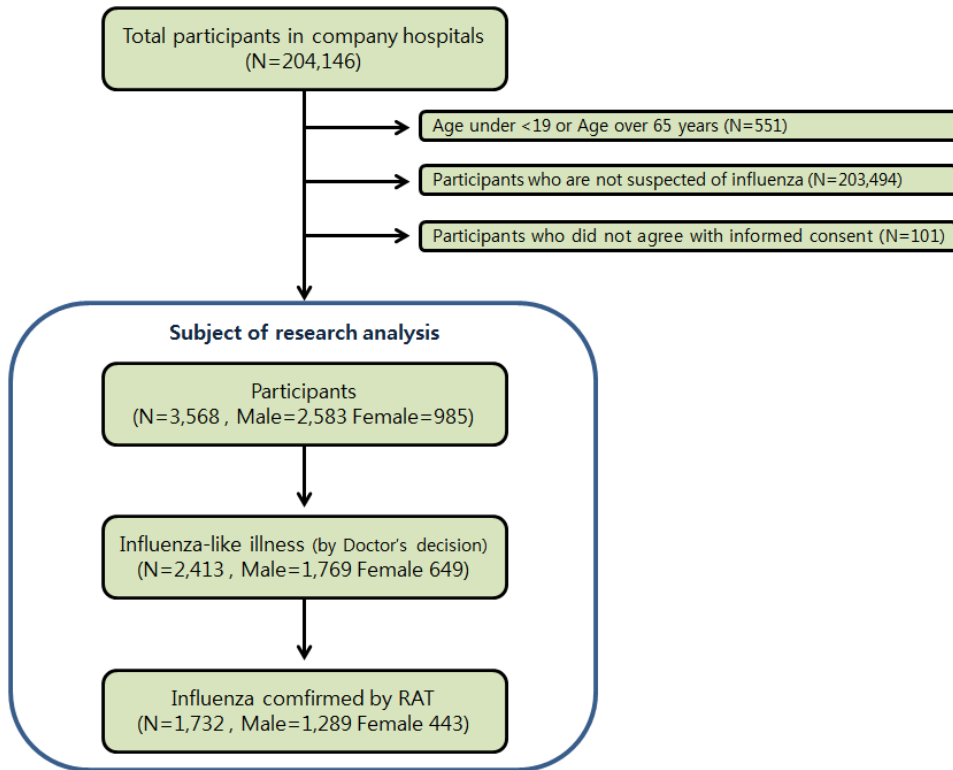 Total participants in company hospitals
(N=204,146)
Age under <19 or Age over 65 years (N=551)
Participants who are not suspected of influenza (N=203,494)
Participants who did not agree with informed consent (N=101)
Subject of research analysis
Participants
(N=3,568 , Male=2,583 Female=985)
Influenza-like illness (by Doctor's decision)
(N=2,413 , Male=1,769 Female 649)
Influenza comfirmed by RAT
(N=1,732 , Male=1,289 Female 443)